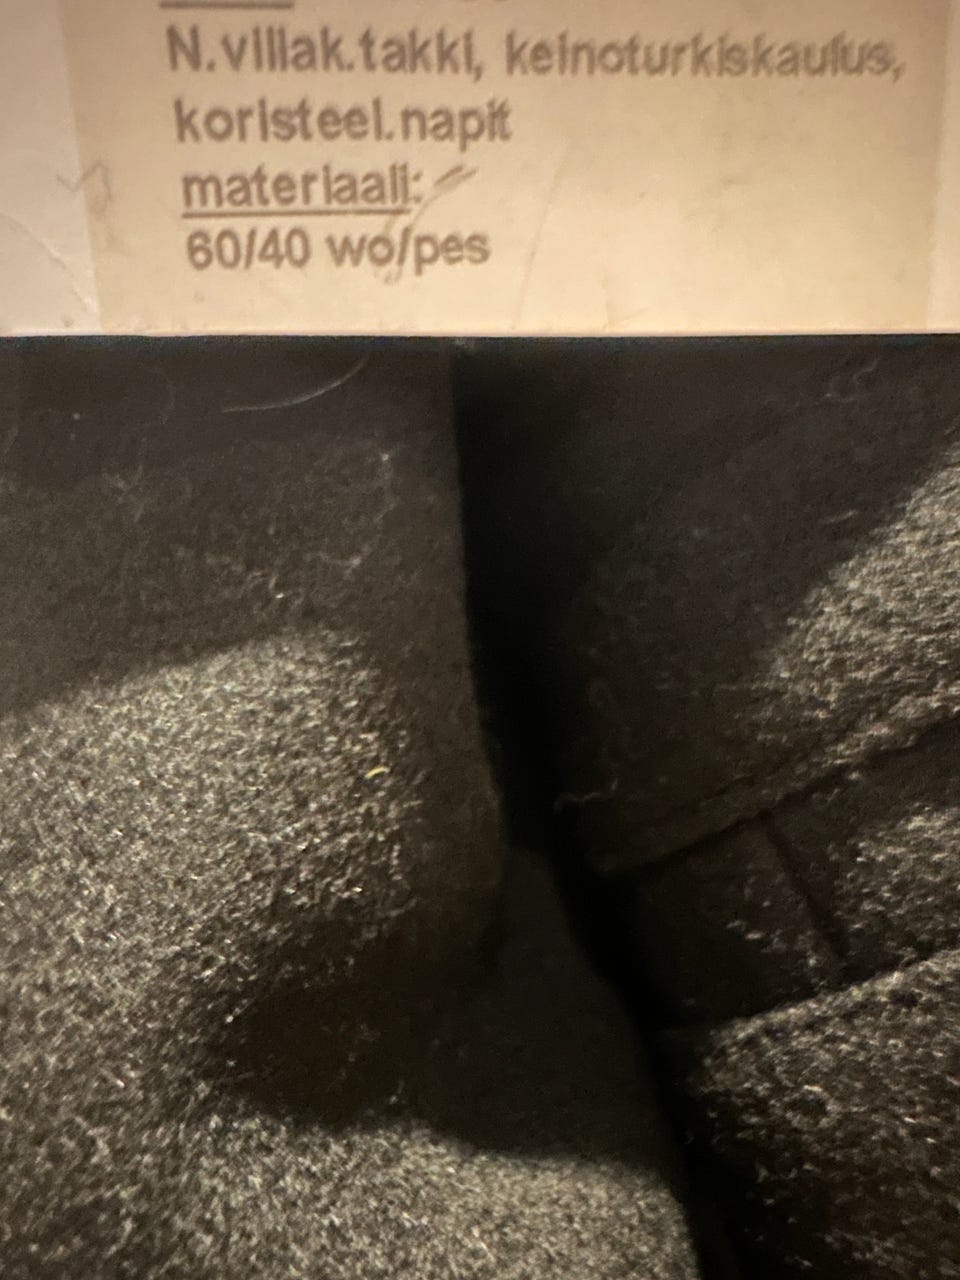 N.villak.takki, keinoturkiskaulus,
koristeel.napit
materiaali:
60/40 wo/pes